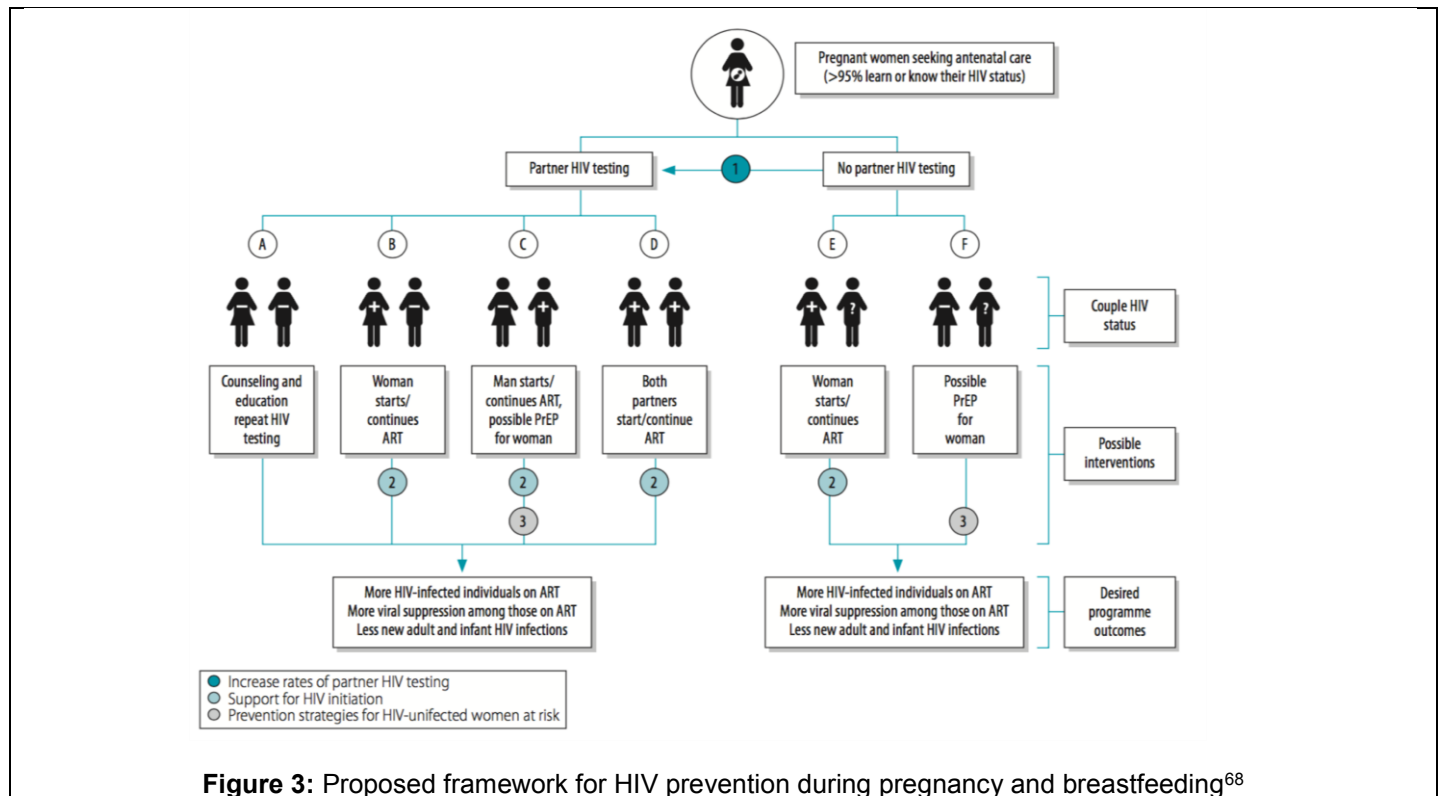 Pregnant women seeking antenatal care
(>95% learn or know their HIV status)
Partner HIV testing
1
No partner HIV testing
A
B
C
D
E
F
–
–
+
–
–
+
+
+
+
?
–
?
Couple HIV
status
Counseling and
education
repeat HIV
testing
Woman
starts/
continues
ART
Man starts/
continues ART,
possible PrEP
for woman
Both
partners
start/continue
ART
Woman
starts/
continues
ART
Possible
PrEP
for
woman
Possible
interventions
2
2
2
2
3
3
More HIV-infected individuals on ART
More viral suppression among those on ART
Less new adult and infant HIV infections
More HIV-infected individuals on ART
More viral suppression among those on ART
Less new adult and infant HIV infections
Desired
programme
outcomes
Increase rates of partner HIV testing
Support for HIV initiation
Prevention strategies for HIV-unifected women at risk
Figure 3: Proposed framework for HIV prevention during pregnancy and breastfeeding68